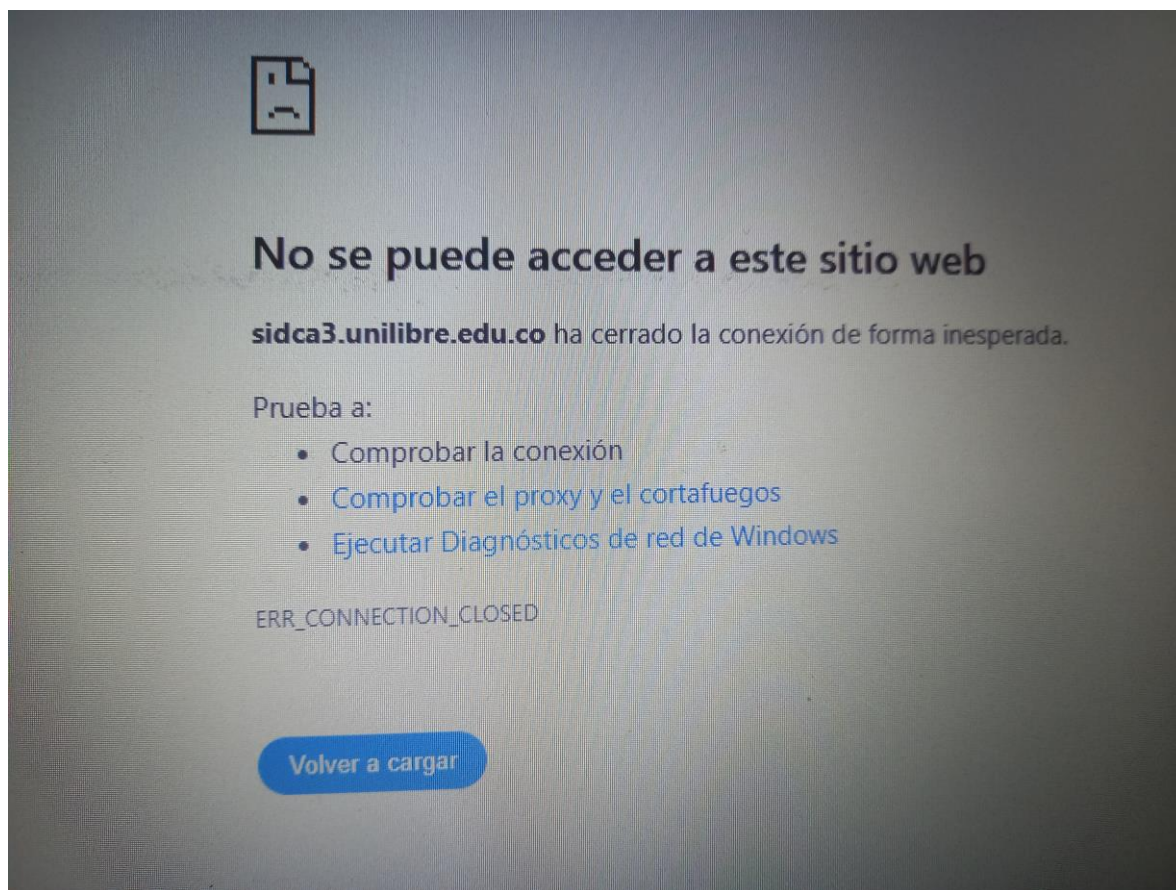 No se puede acceder a este sitio web
sidca3.unilibre.edu.co ha cerrado la conexión de forma inesperada.
Prueba a:
• Comprobar la conexión
• Comprobar el proxy y el cortafuegos
• Ejecutar Diagnósticos de red de Windows
ERR_CONNECTION_CLOSED
Volver a cargar